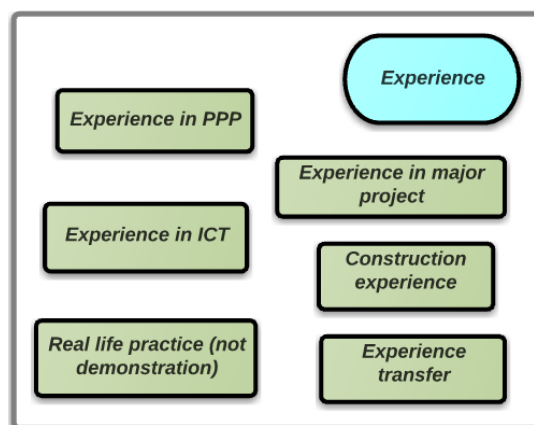 Experience
Experience in PPP
Experience in major
project
Experience in ICT
Construction
experience
Real life practice (not
demonstration)
Experience
transfer